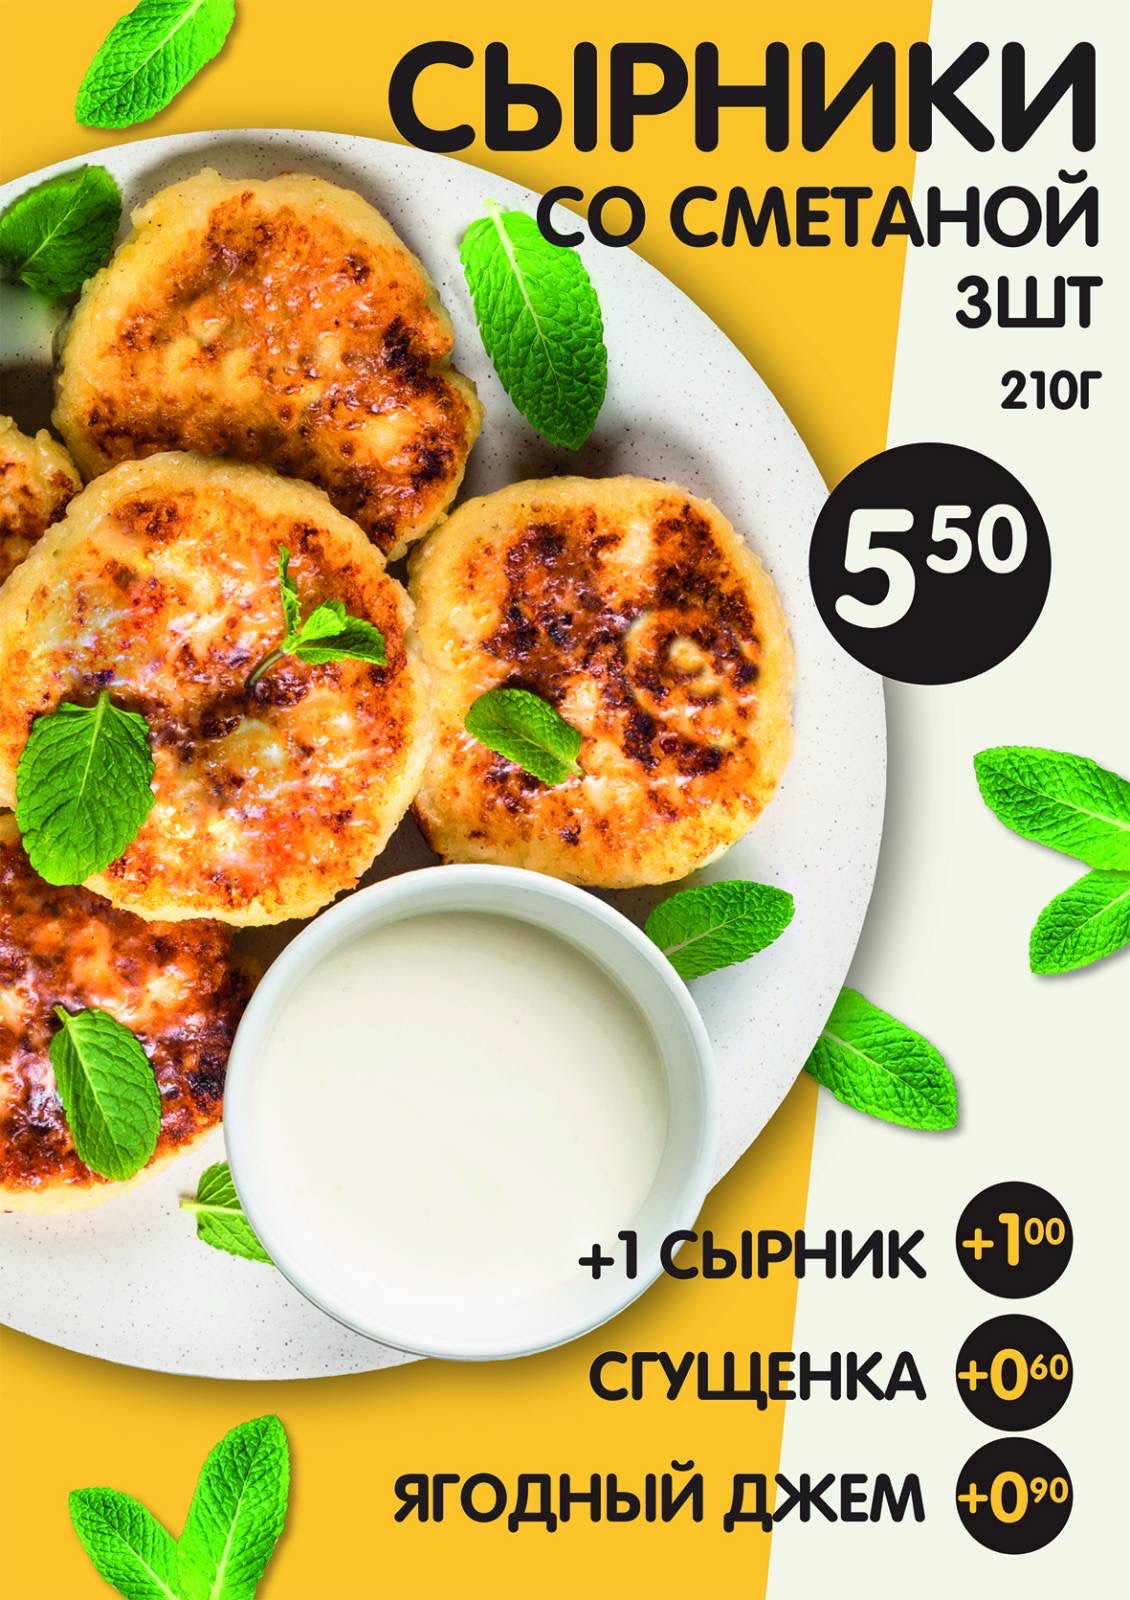 СЫРНИКИ
СО СМЕТАНОЙ
3ШТ
210Г
5 50
+1 СЫРНИК +1 00
СГУЩЕНКА +0 60
ЯГОДНЫЙ ДЖЕМ +0 90